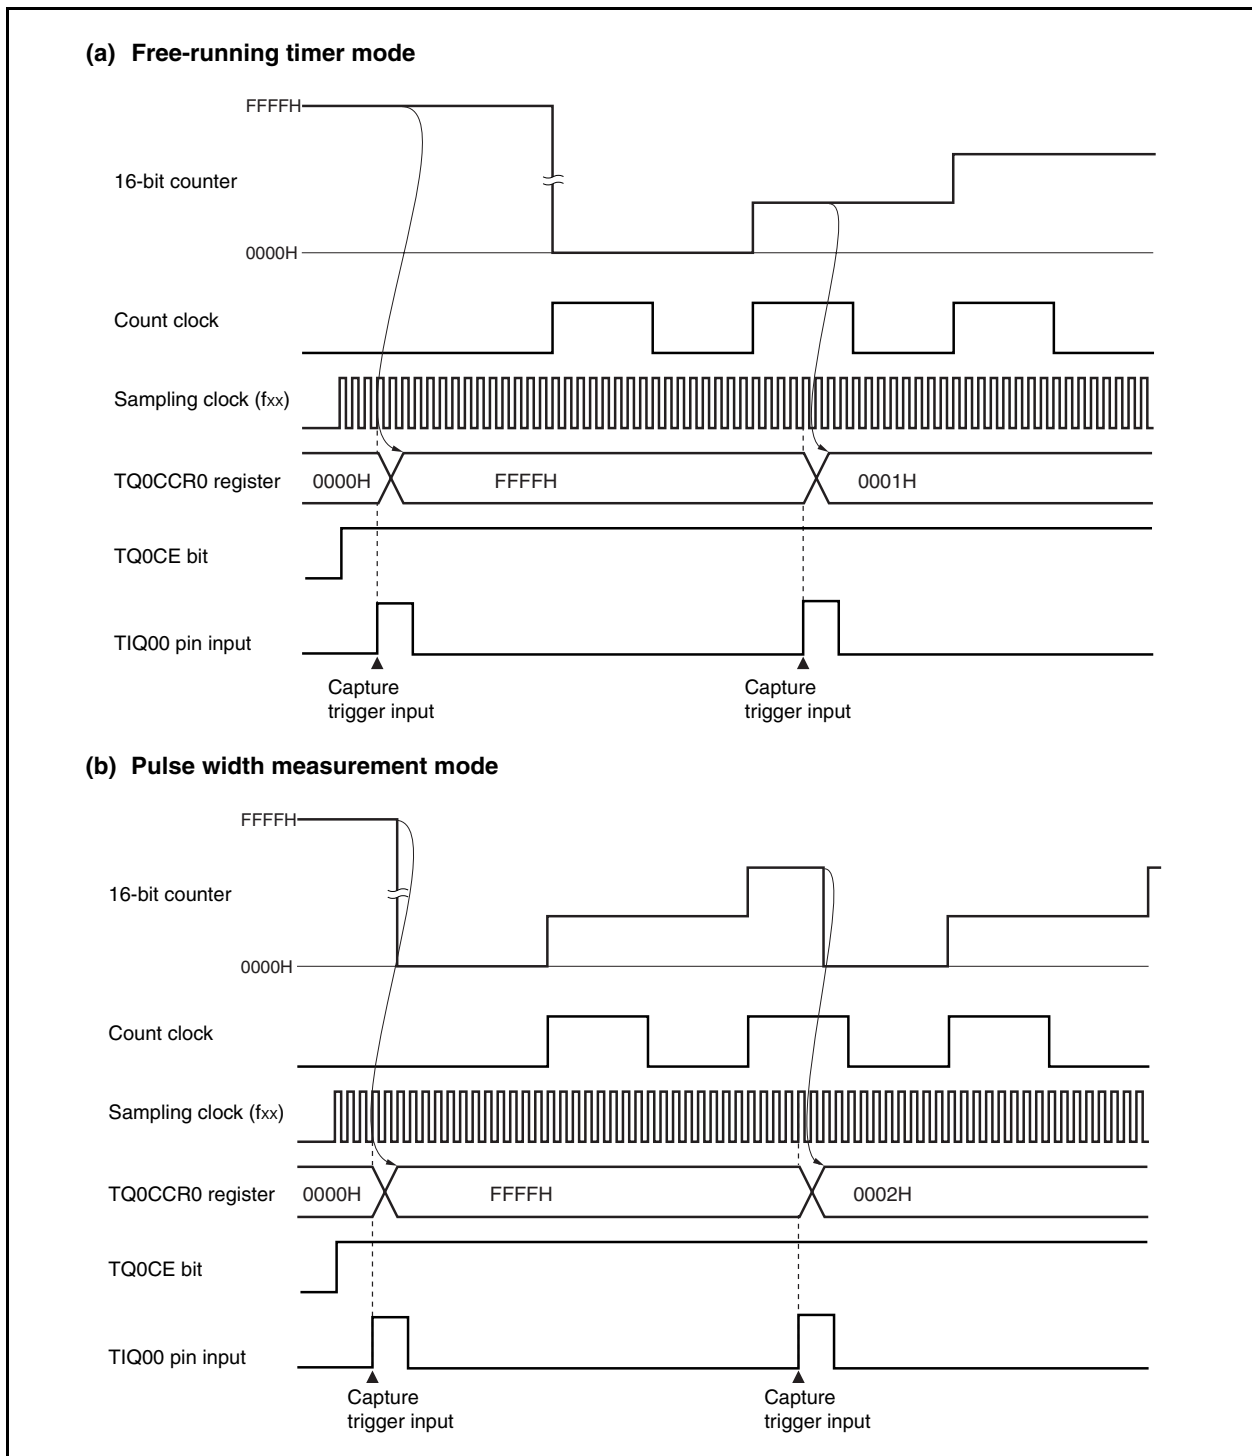 (a) Free-running timer mode
FFFFH
16-bit counter
0000H
Count clock
Sampling clock (fxx)
TQ0CCR0 register
0000H
FFFFH
0001H
TQ0CE bit
TIQ00 pin input
Capture
trigger input
Capture
trigger input
(b) Pulse width measurement mode
FFFFH
16-bit counter
0000H
Count clock
Sampling clock (fxx)
TQ0CCR0 register
0000H
FFFFH
0002H
TQ0CE bit
TIQ00 pin input
Capture
trigger input
Capture
trigger input